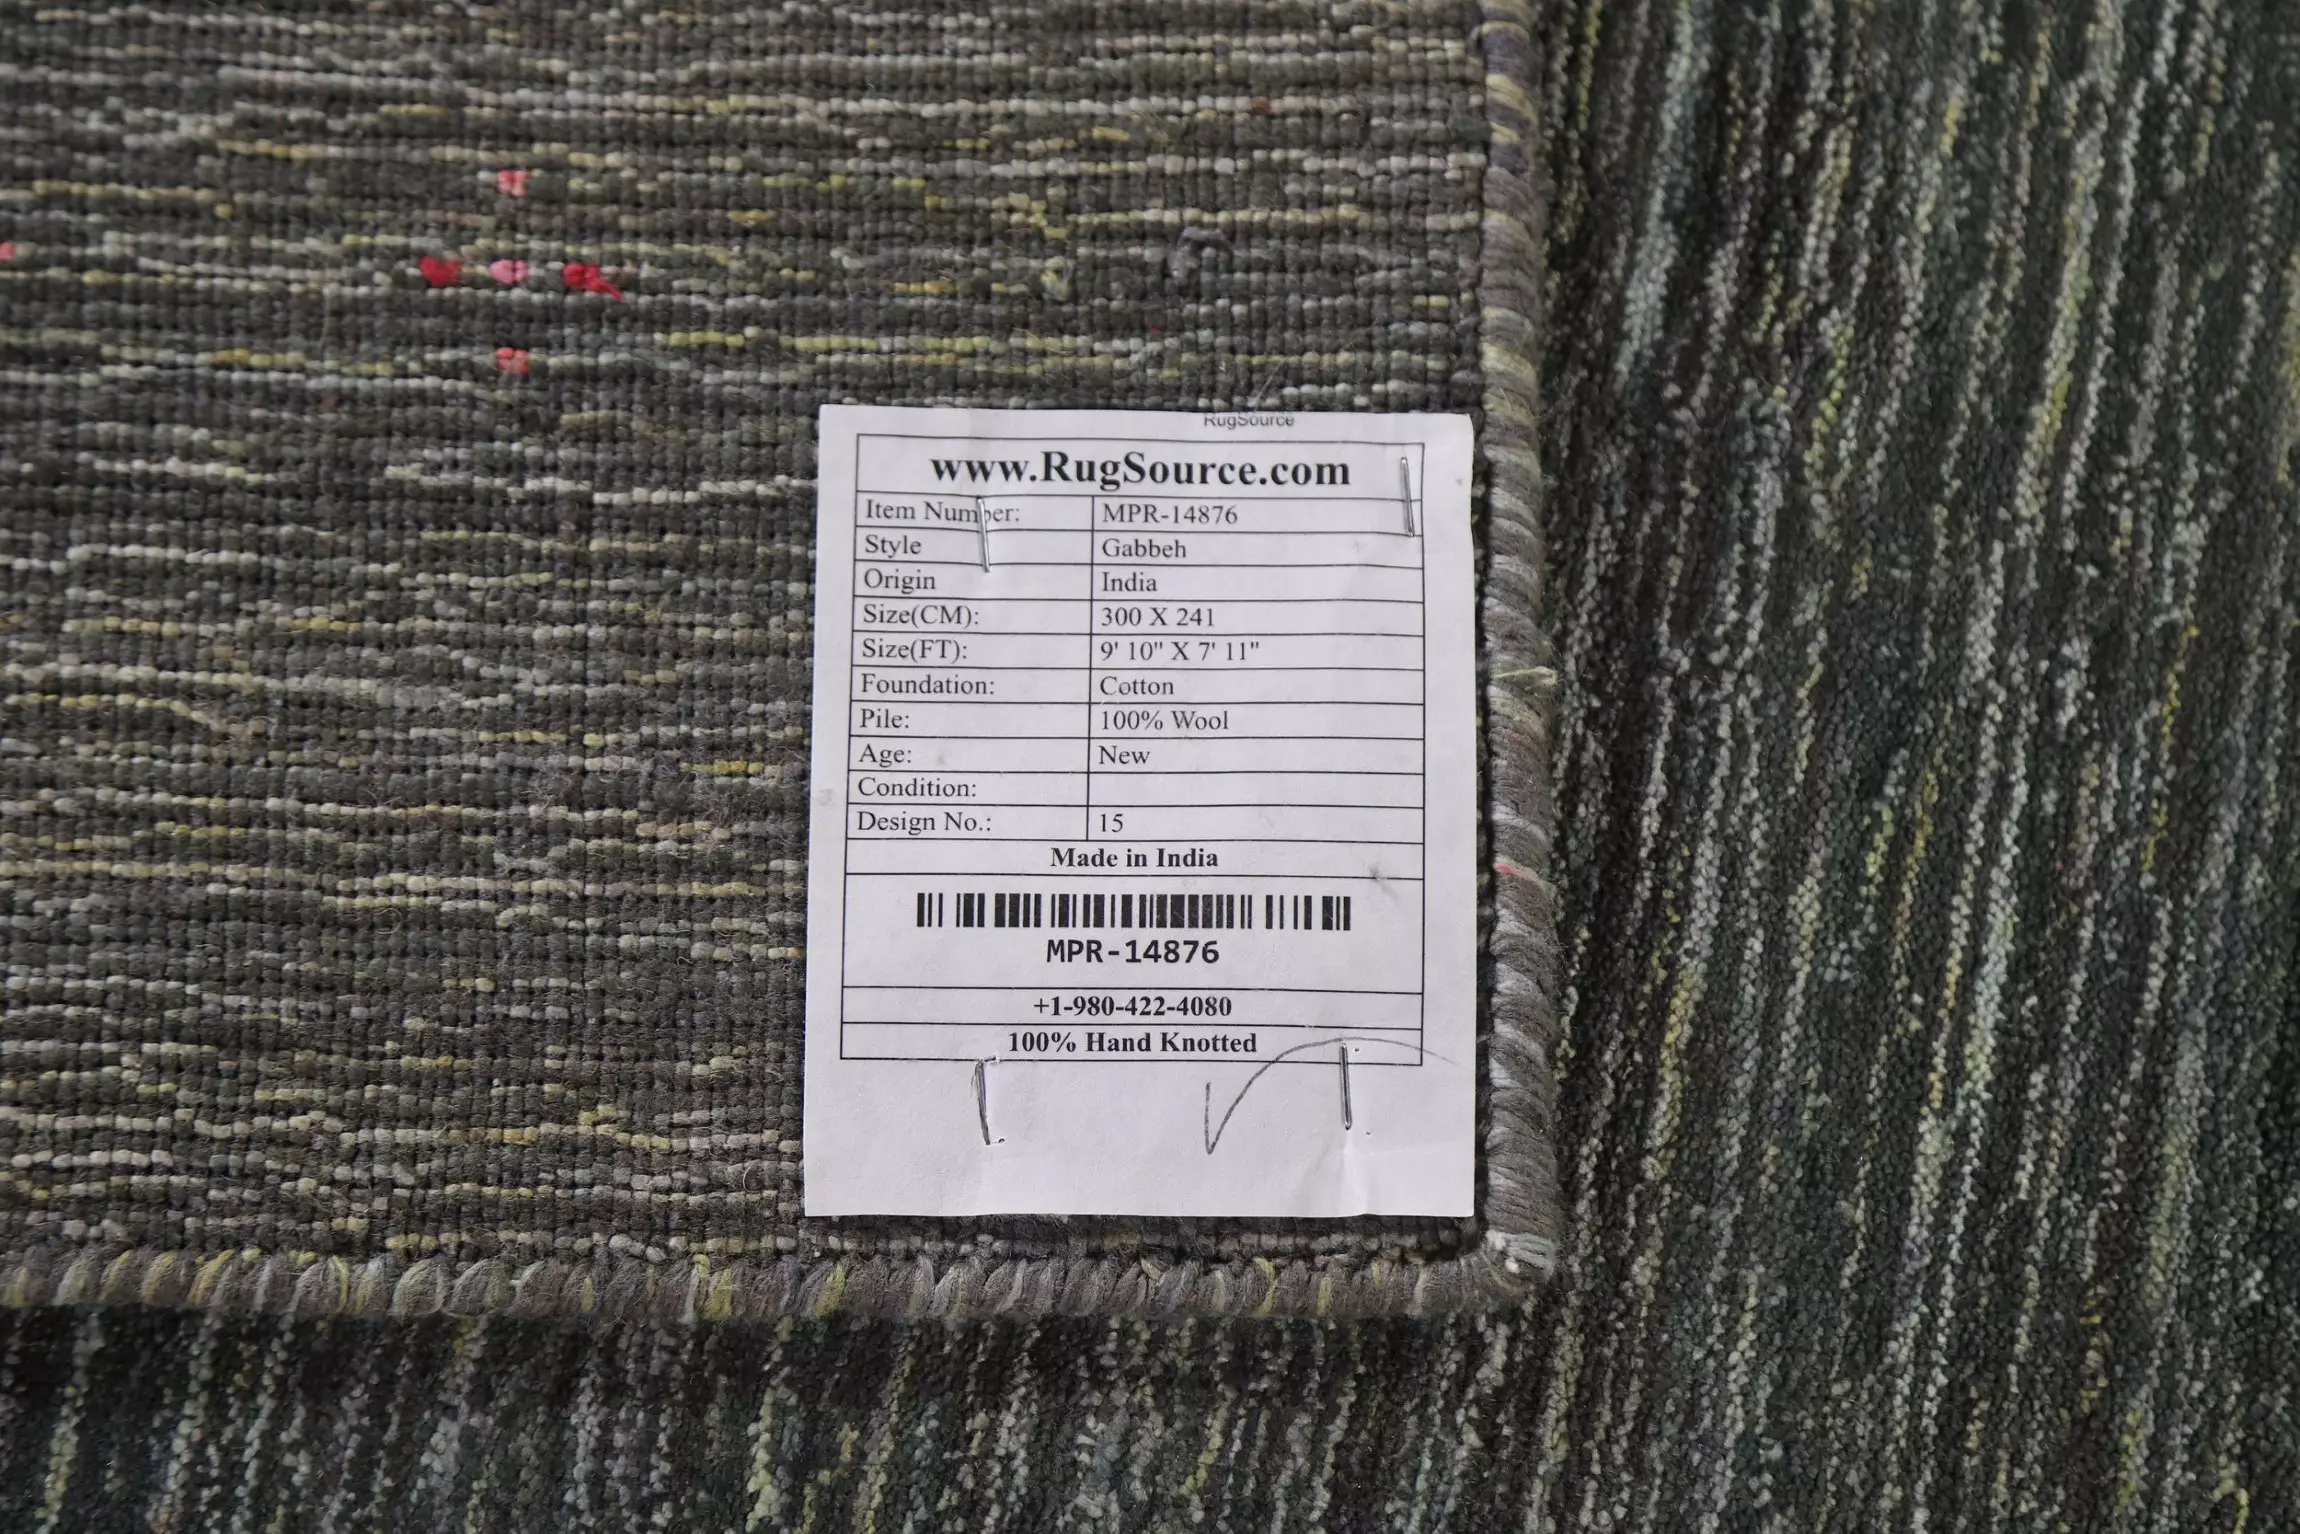 RugSource
www.RugSource.com
Item Number: MPR-14876
Style Gabbeh
Origin India
Size(CM): 300 X 241
Size(FT): 9' 10" X 7' 11"
Foundation: Cotton
Pile: 100% Wool
Age: New
Condition:
Design No.: 15
Made in India
MPR-14876
+1-980-422-4080
100% Hand Knotted